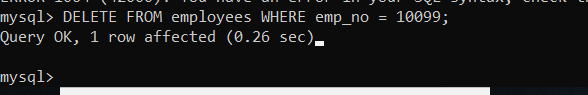 mysql> DELETE FROM employees WHERE emp_no = 10099;
Query OK, 1 row affected (0.26 sec)
mysql>